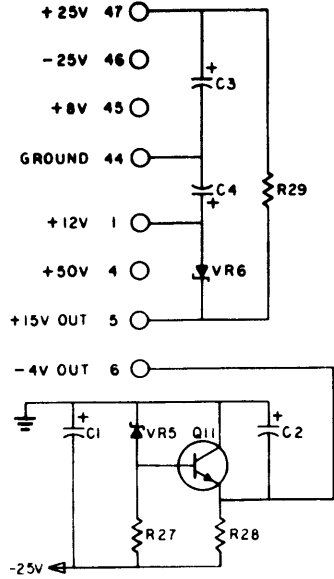 +25V 47
-25V 46
+8V 45
C3
GROUND 44
C4
R29
+12V 1
+50V 4
VR6
+15V OUT 5
-4V OUT 6
C1
VR5
Q11
C2
R27
R28
-25V